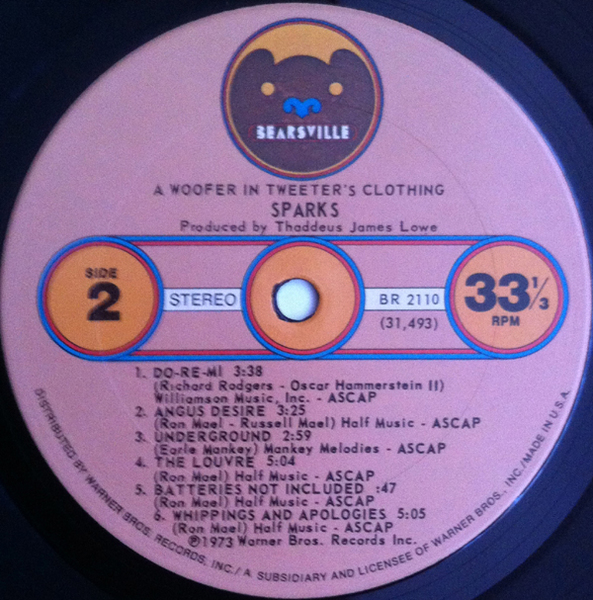 BEARSVILLE
A WOOFER IN TWEETER'S CLOTHING
SPARKS
Produced by Thaddeus James Lowe
SIDE
2
STEREO
BR 2110
(31,493)
33 1/3
RPM
1. DO-RE-MI 3:38
(Richard Rodgers - Oscar Hammerstein II)
Williamson Music, Inc. - ASCAP
2. ANGUS DESIRE 3:25
(Ron Mael - Russell Mael) Half Music - ASCAP
3. UNDERGROUND 2:59
(Earle Mankey) Mankey Melodies - ASCAP
4. THE LOUVRE 5:04
(Ron Mael) Half Music - ASCAP
5. BATTERIES NOT INCLUDED :47
(Ron Mael) Half Music - ASCAP
6. WHIPPINGS AND APOLOGIES 5:05
(Ron Mael) Half Music - ASCAP
℗1973 Warner Bros. Records Inc.
DISTRIBUTED BY WARNER BROS. RECORDS, INC./ A SUBSIDIARY AND LICENSEE OF WARNER BROS., INC./MADE IN U.S.A.